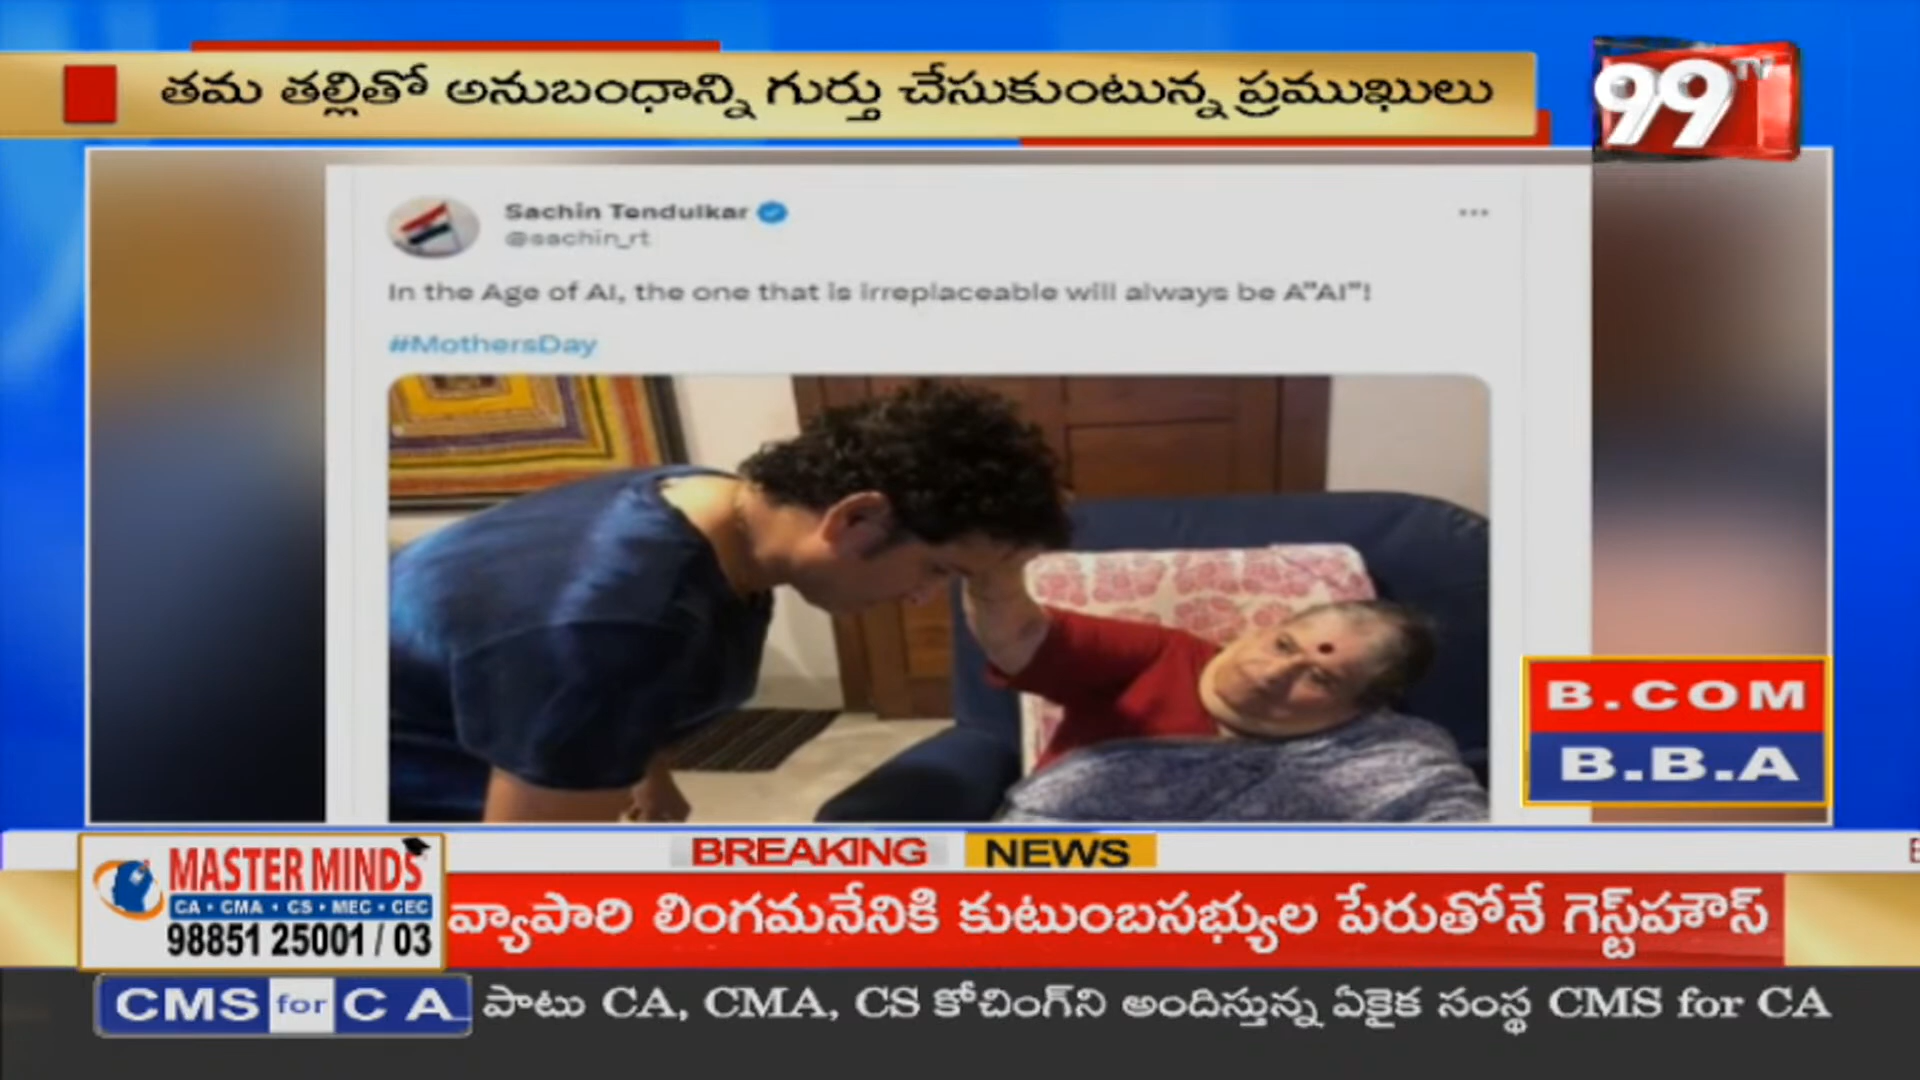 తమ తల్లితో అనుబంధాన్ని గుర్తు చేసుకుంటున్న ప్రముఖులు
99TV
Sachin Tendulkar
@sachin_rt
In the Age of AI, the one that is irreplaceable will always be A"AI"!
#MothersDay
B.COM
B.B.A
BREAKING NEWS
MASTER MINDS
CA • CMA • CS • MEC • CEC
98851 25001 / 03
వ్యాపారి లింగమనేనికి కుటుంబసభ్యుల పేరుతోనే గెస్ట్‌హౌస్
CMS for CA
పాటు CA, CMA, CS కోచింగ్‌ని అందిస్తున్న ఏకైక సంస్థ CMS for CA